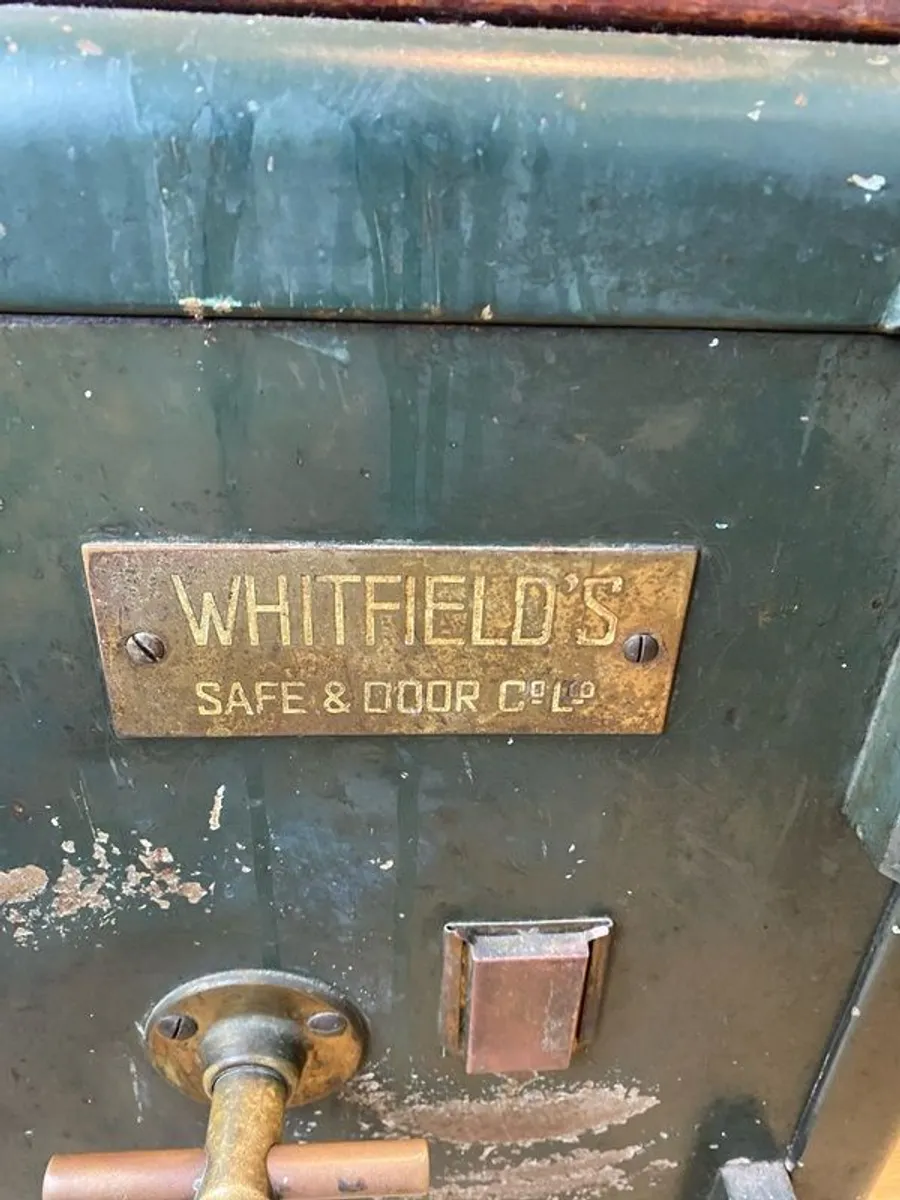 WHITFIELD'S
SAFE & DOOR Cº Lᴰ